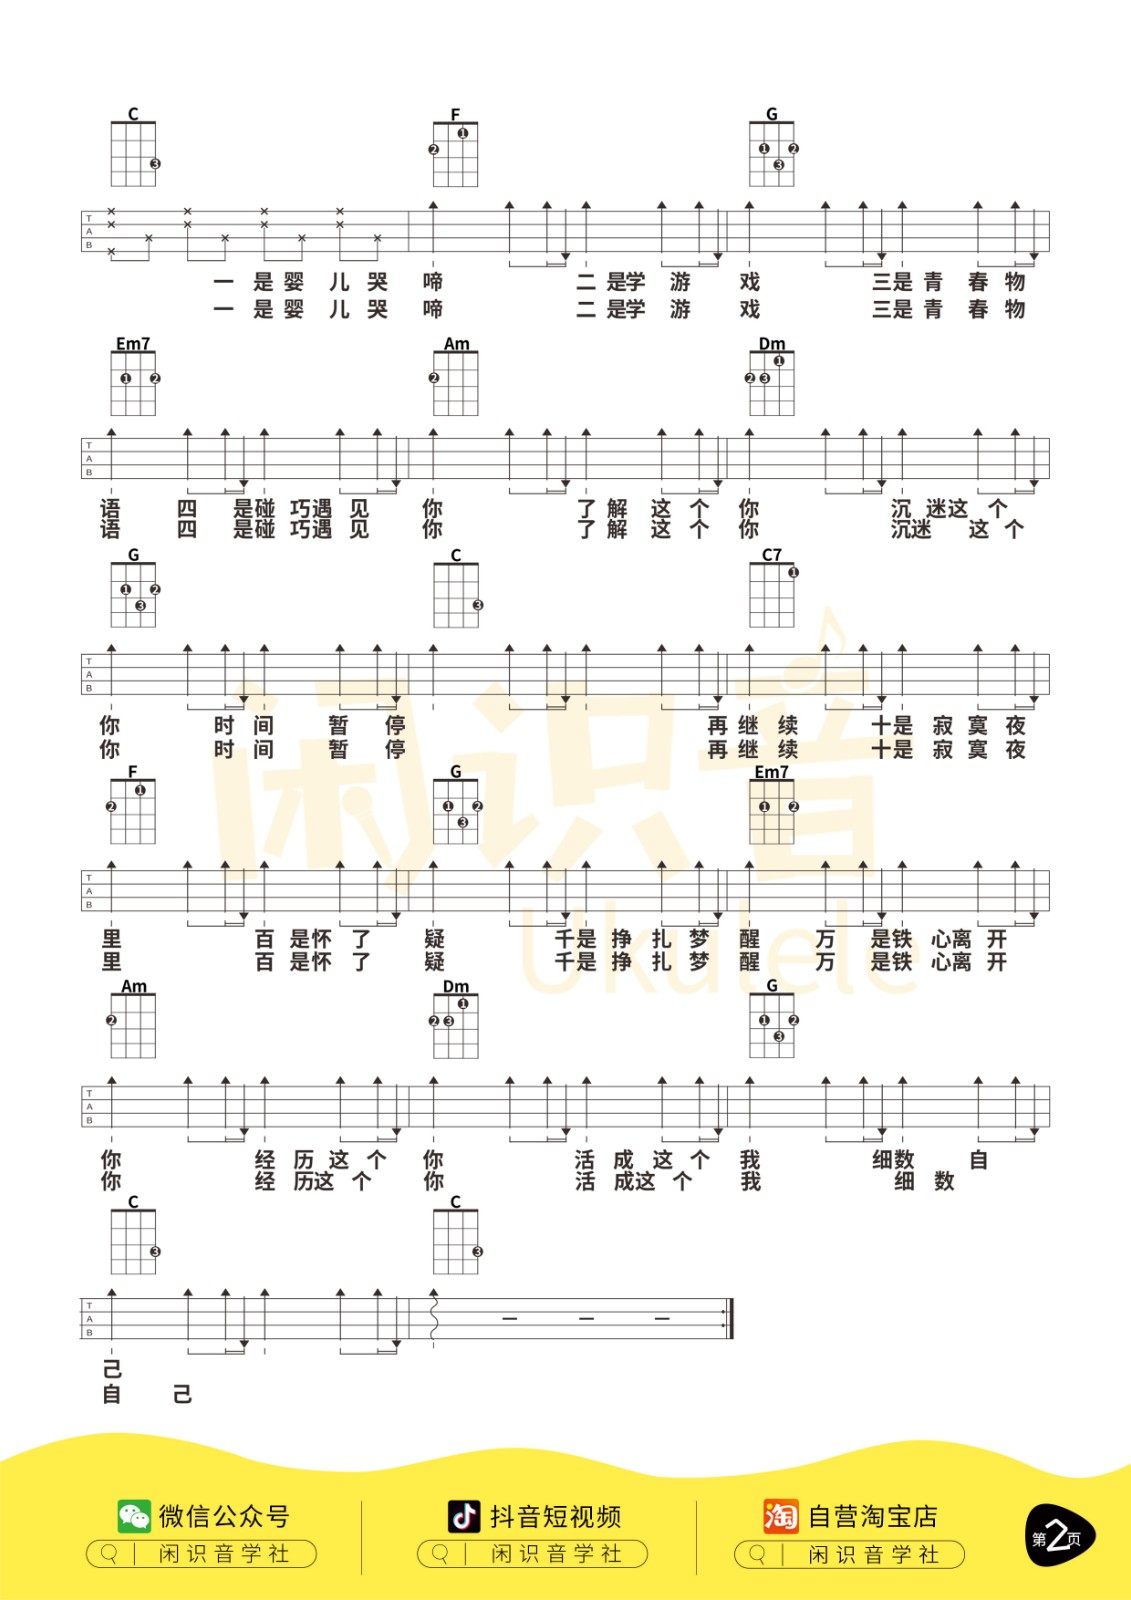 C F G
T
A
B
一 是 婴 儿 哭 啼 二 是学 游 戏 三是 青 春 物
一 是 婴 儿 哭 啼 二 是学 游 戏 三是 青 春 物
Em7 Am Dm
T
A
B
语 四 是碰 巧遇 见 你 了 解 这 个 你 沉 迷这 个
语 四 是碰 巧遇 见 你 了 解 这 个 你 沉迷 这 个
G C C7
T
A
B
你 时 间 暂 停 再 继 续 十是 寂 寞 夜
你 时 间 暂 停 再 继 续 十是 寂 寞 夜
F G Em7
T
A
B
里 百 是怀 了 疑 千是 挣 扎 梦 醒 万 是铁 心离 开
里 百 是怀 了 疑 千是 挣 扎 梦 醒 万 是铁 心离 开
闲识音
Ukulele
Am Dm G
T
A
B
你 经 历 这 个 你 活 成 这 个 我 细数 自
你 经 历这 个 你 活 成这 个 我 细 数
C C
T
A
B
己
自 己
微信公众号 抖音短视频 淘 自营淘宝店
闲识音学社 闲识音学社 闲识音学社
第2页